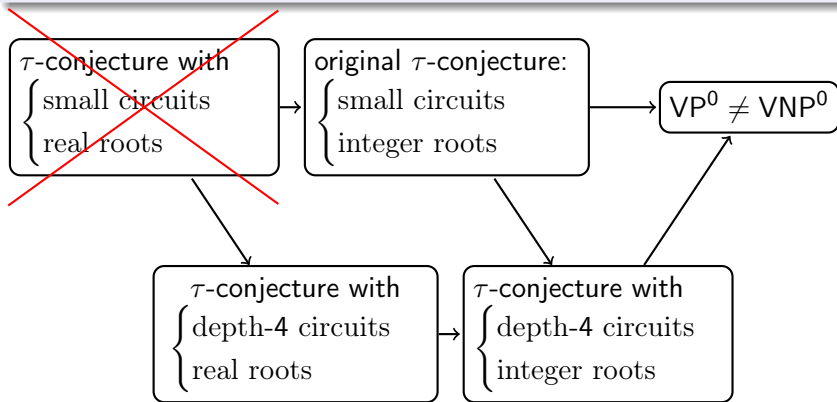 τ-conjecture with
small circuits
real roots
original τ-conjecture:
small circuits
integer roots
VP⁰ ≠ VNP⁰
τ-conjecture with
depth-4 circuits
real roots
τ-conjecture with
depth-4 circuits
integer roots